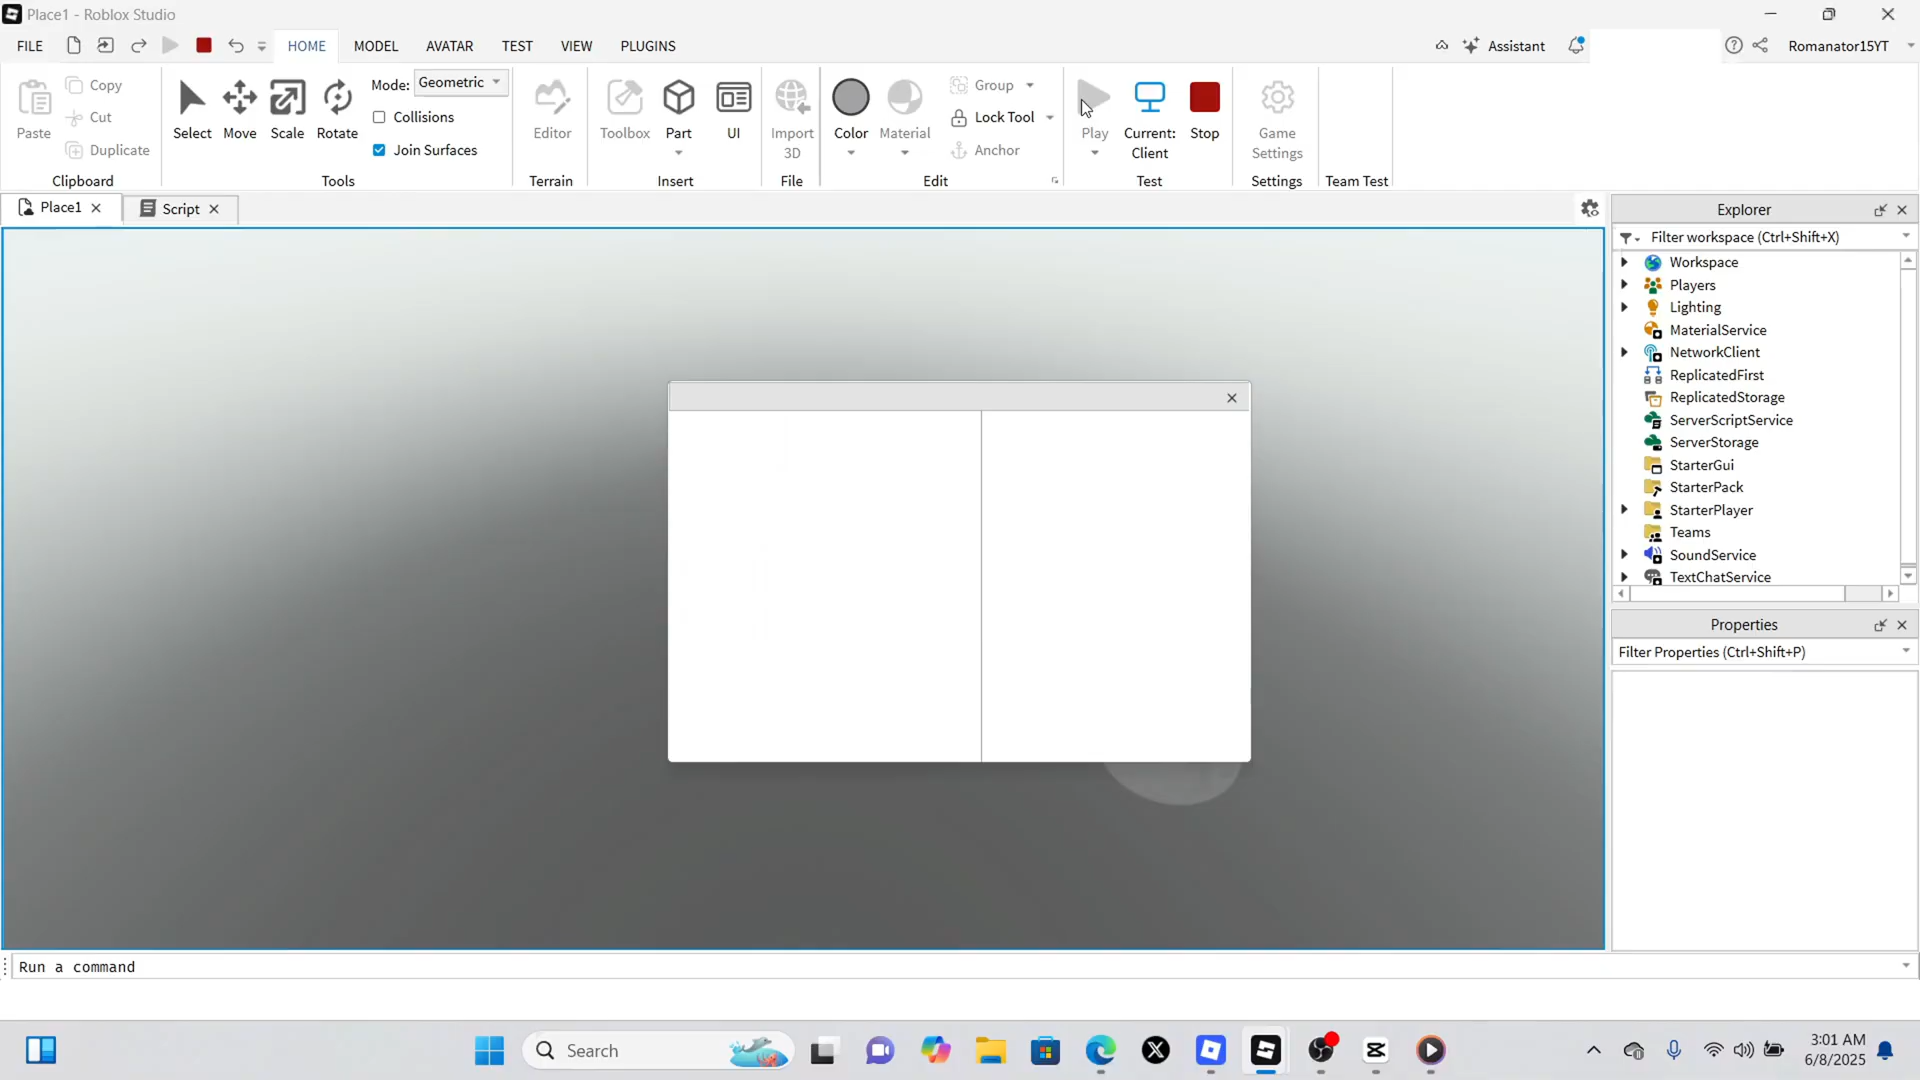 Place1 - Roblox Studio
FILE
HOME
MODEL
AVATAR
TEST
VIEW
PLUGINS
Assistant
Romanator15YT
Paste
Copy
Cut
Duplicate
Clipboard
Select
Move
Scale
Rotate
Mode:
Geometric
Collisions
Join Surfaces
Tools
Editor
Terrain
Toolbox
Part
UI
Insert
Import
3D
File
Color
Material
Group
Lock Tool
Anchor
Edit
Play
Current:
Client
Stop
Test
Game
Settings
Settings
Team Test
Place1
Script
Explorer
Filter workspace (Ctrl+Shift+X)
Workspace
Players
Lighting
MaterialService
NetworkClient
ReplicatedFirst
ReplicatedStorage
ServerScriptService
ServerStorage
StarterGui
StarterPack
StarterPlayer
Teams
SoundService
TextChatService
Properties
Filter Properties (Ctrl+Shift+P)
Run a command
Search
3:01 AM
6/8/2025